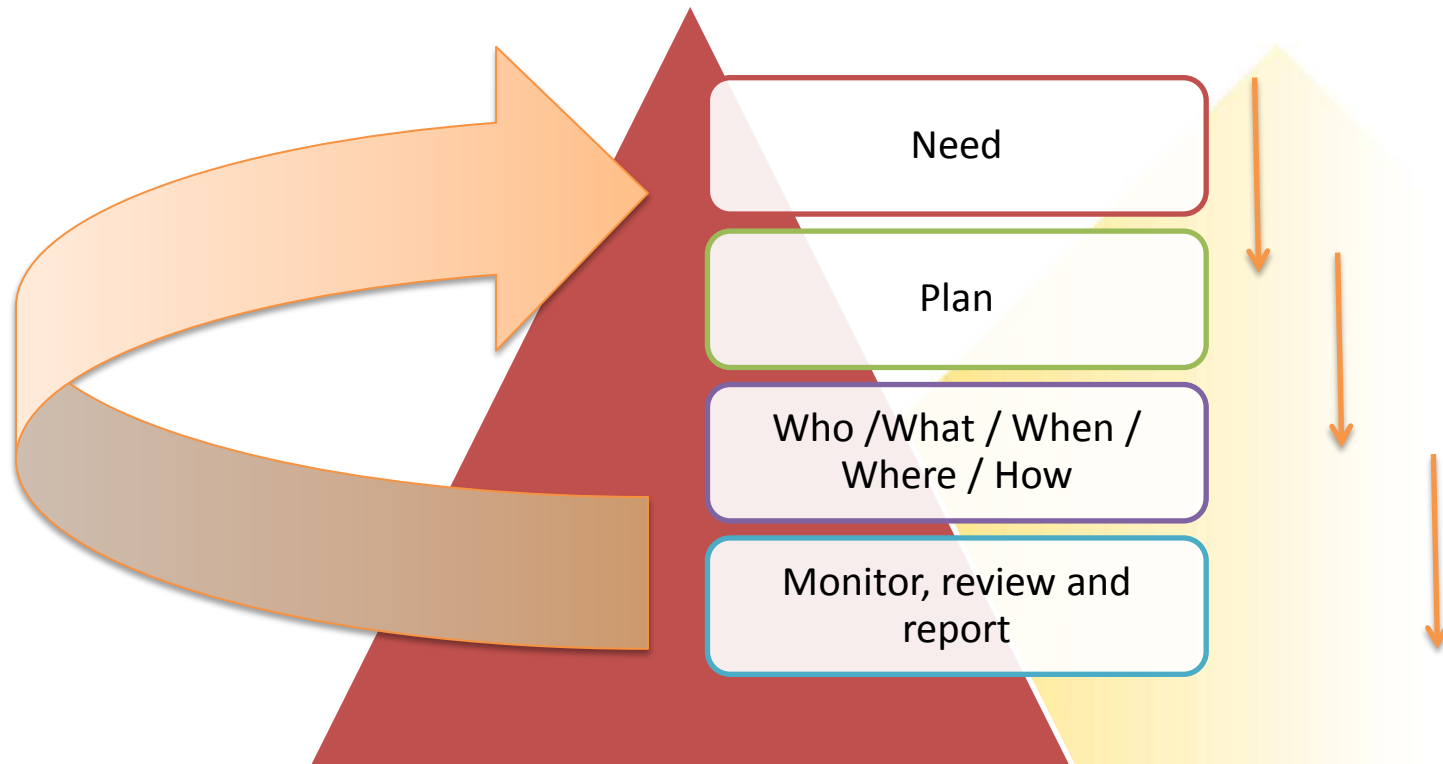 Need
Plan
Who /What / When /
Where / How
Monitor, review and
report